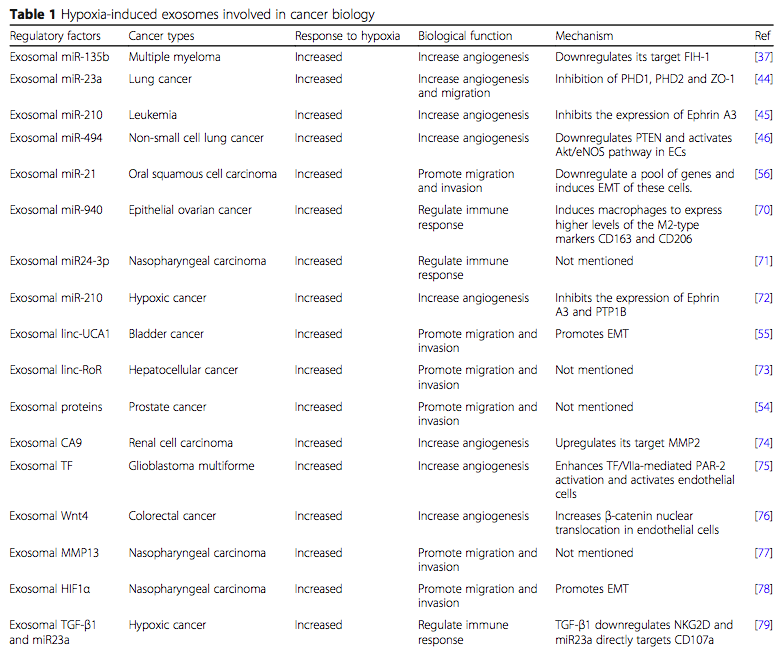 Table 1 Hypoxia-induced exosomes involved in cancer biology
Regulatory factors Cancer types Response to hypoxia Biological function Mechanism Ref
Exosomal miR-135b Multiple myeloma Increased Increase angiogenesis Downregulates its target FIH-1 [37]
Exosomal miR-23a Lung cancer Increased Increase angiogenesis Inhibition of PHD1, PHD2 and ZO-1 [44]
and migration
Exosomal miR-210 Leukemia Increased Increase angiogenesis Inhibits the expression of Ephrin A3 [45]
Exosomal miR-494 Non-small cell lung cancer Increased Increase angiogenesis Downregulates PTEN and activates [46]
Akt/eNOS pathway in ECs
Exosomal miR-21 Oral squamous cell carcinoma Increased Promote migration Downregulate a pool of genes and [56]
and invasion induces EMT of these cells.
Exosomal miR-940 Epithelial ovarian cancer Increased Regulate immune Induces macrophages to express [70]
response higher levels of the M2-type
markers CD163 and CD206
Exosomal miR24-3p Nasopharyngeal carcinoma Increased Regulate immune Not mentioned [71]
response
Exosomal miR-210 Hypoxic cancer Increased Increase angiogenesis Inhibits the expression of Ephrin [72]
A3 and PTP1B
Exosomal linc-UCA1 Bladder cancer Increased Promote migration and Promotes EMT [55]
invasion
Exosomal linc-RoR Hepatocellular cancer Increased Promote migration and Not mentioned [73]
invasion
Exosomal proteins Prostate cancer Increased Promote migration and Not mentioned [54]
invasion
Exosomal CA9 Renal cell carcinoma Increased Increase angiogenesis Upregulates its target MMP2 [74]
Exosomal TF Glioblastoma multiforme Increased Increase angiogenesis Enhances TF/VIIa-mediated PAR-2 [75]
activation and activates endothelial
cells
Exosomal Wnt4 Colorectal cancer Increased Increase angiogenesis Increases β-catenin nuclear [76]
translocation in endothelial cells
Exosomal MMP13 Nasopharyngeal carcinoma Increased Promote migration and Not mentioned [77]
invasion
Exosomal HIF1α Nasopharyngeal carcinoma Increased Promote migration and Promotes EMT [78]
invasion
Exosomal TGF-β1 Hypoxic cancer Increased Regulate immune TGF-β1 downregulates NKG2D and [79]
and miR23a response miR23a directly targets CD107a